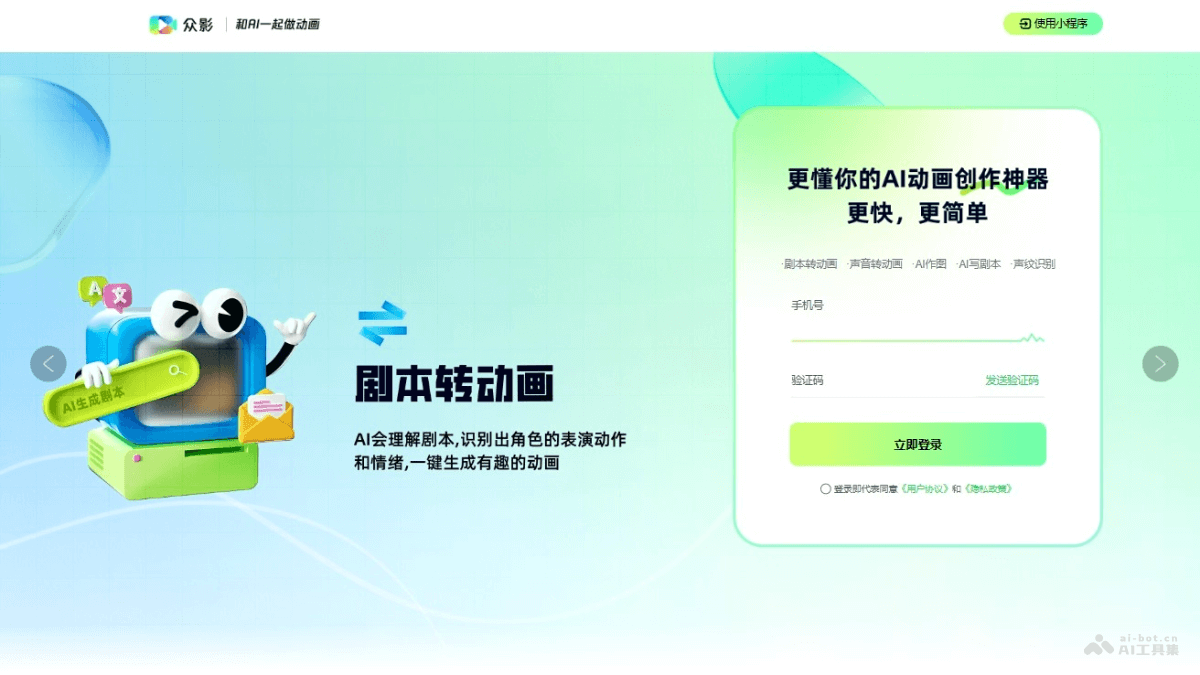 众影
和AI一起做动画
使用小程序
更懂你的AI动画创作神器
更快，更简单
·剧本转动画 ·声音转动画 ·AI作图 ·AI写剧本 ·声纹识别
手机号
验证码
发送验证码
立即登录
登录即代表同意《用户协议》和《隐私政策》
A
文
AI生成剧本
剧本转动画
AI会理解剧本,识别出角色的表演动作
和情绪,一键生成有趣的动画
ai-bot.cn
AI工具集